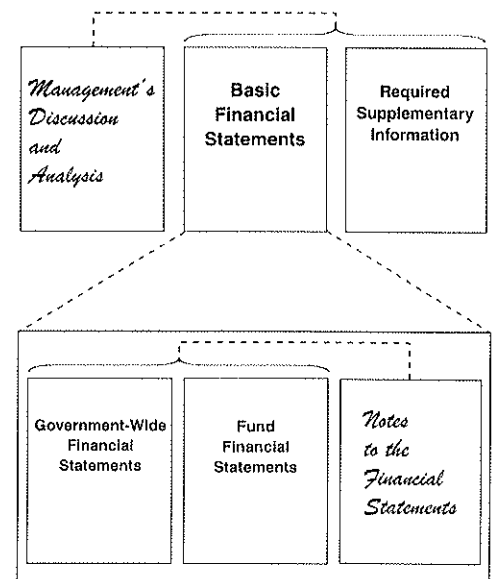 Management's
Discussion
and
Analysis
Basic
Financial
Statements
Required
Supplementary
Information
Government-Wide
Financial
Statements
Fund
Financial
Statements
Notes
to the
Financial
Statements